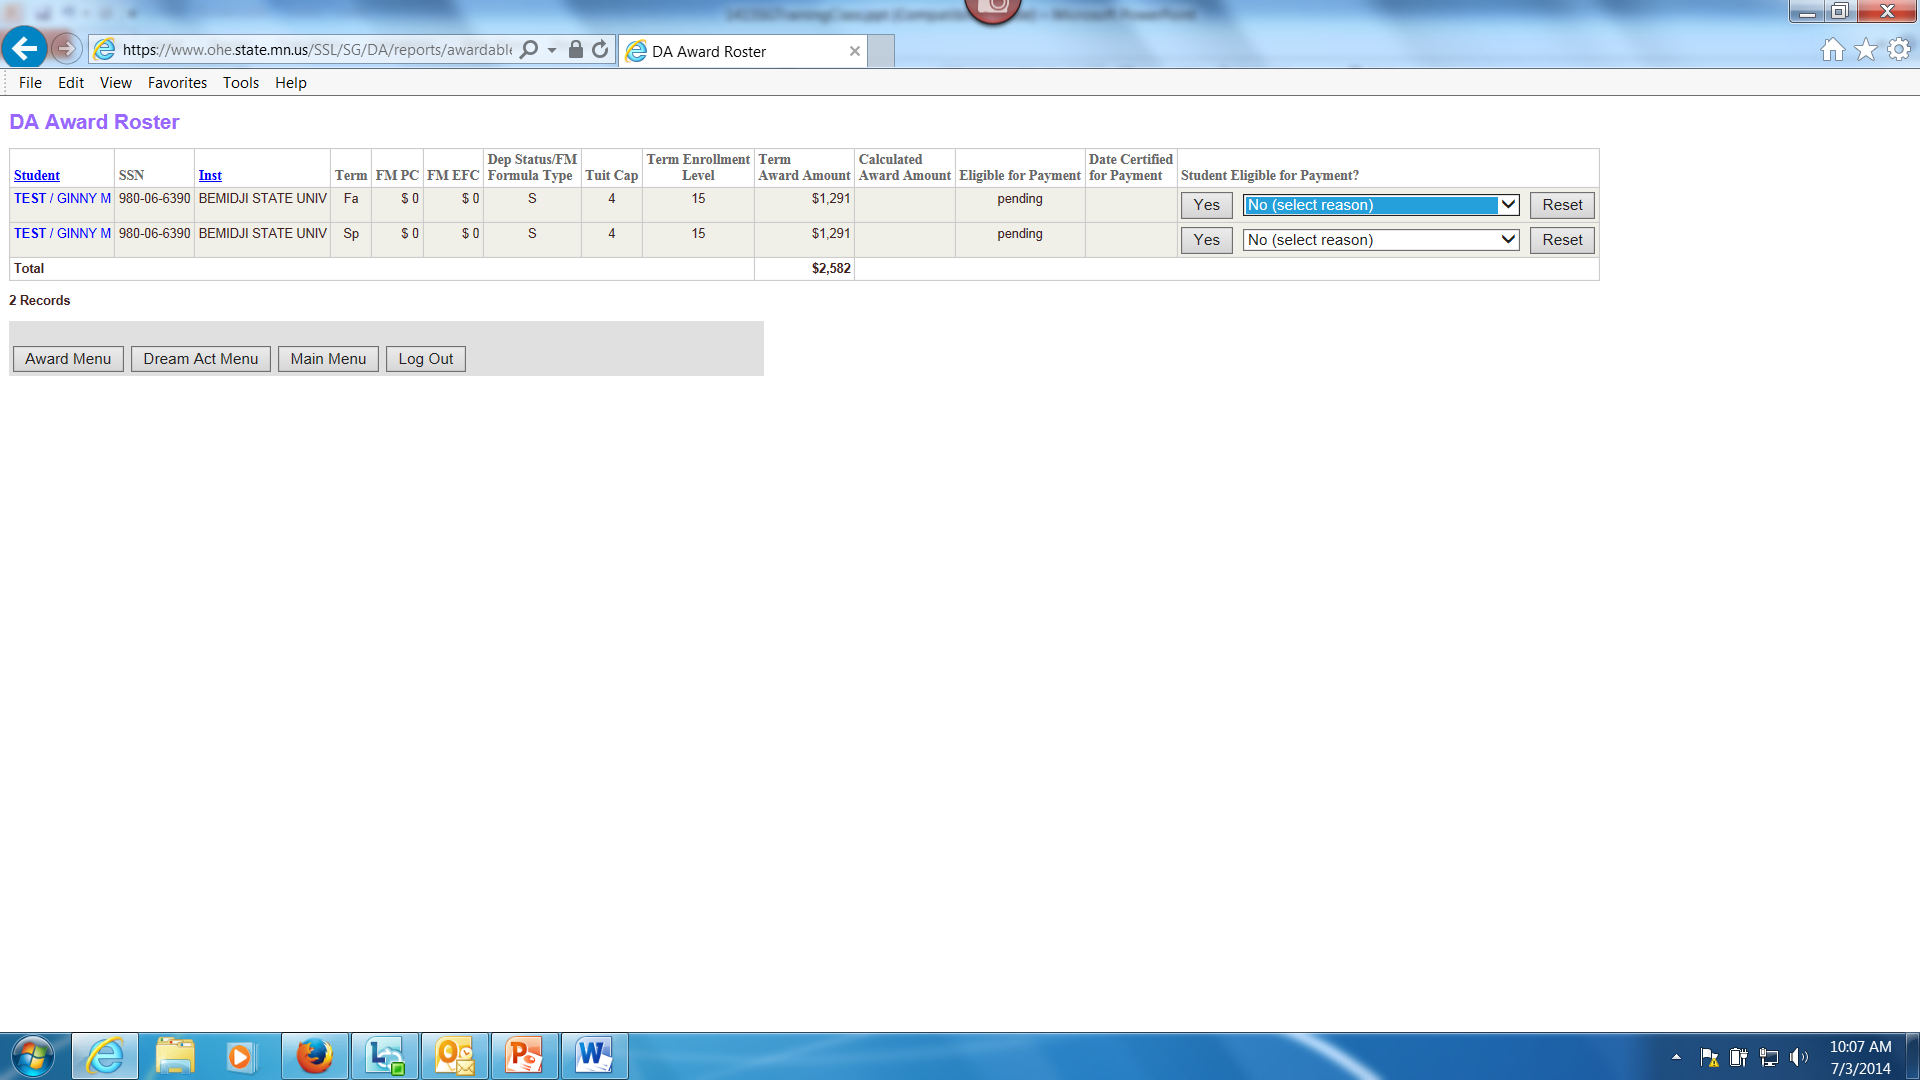 https://www.ohe.state.mn.us/SSL/SG/DA/reports/awardable
DA Award Roster
File Edit View Favorites Tools Help
DA Award Roster
Student SSN Inst Term FM PC FM EFC Dep Status/FM Formula Type Tuit Cap Term Enrollment Level Term Award Amount Calculated Award Amount Eligible for Payment Date Certified for Payment Student Eligible for Payment?
TEST / GINNY M 980-06-6390 BEMIDJI STATE UNIV Fa $ 0 $ 0 S 4 15 $1,291 pending Yes No (select reason) Reset
TEST / GINNY M 980-06-6390 BEMIDJI STATE UNIV Sp $ 0 $ 0 S 4 15 $1,291 pending Yes No (select reason) Reset
Total $2,582
2 Records
Award Menu Dream Act Menu Main Menu Log Out
10:07 AM
7/3/2014